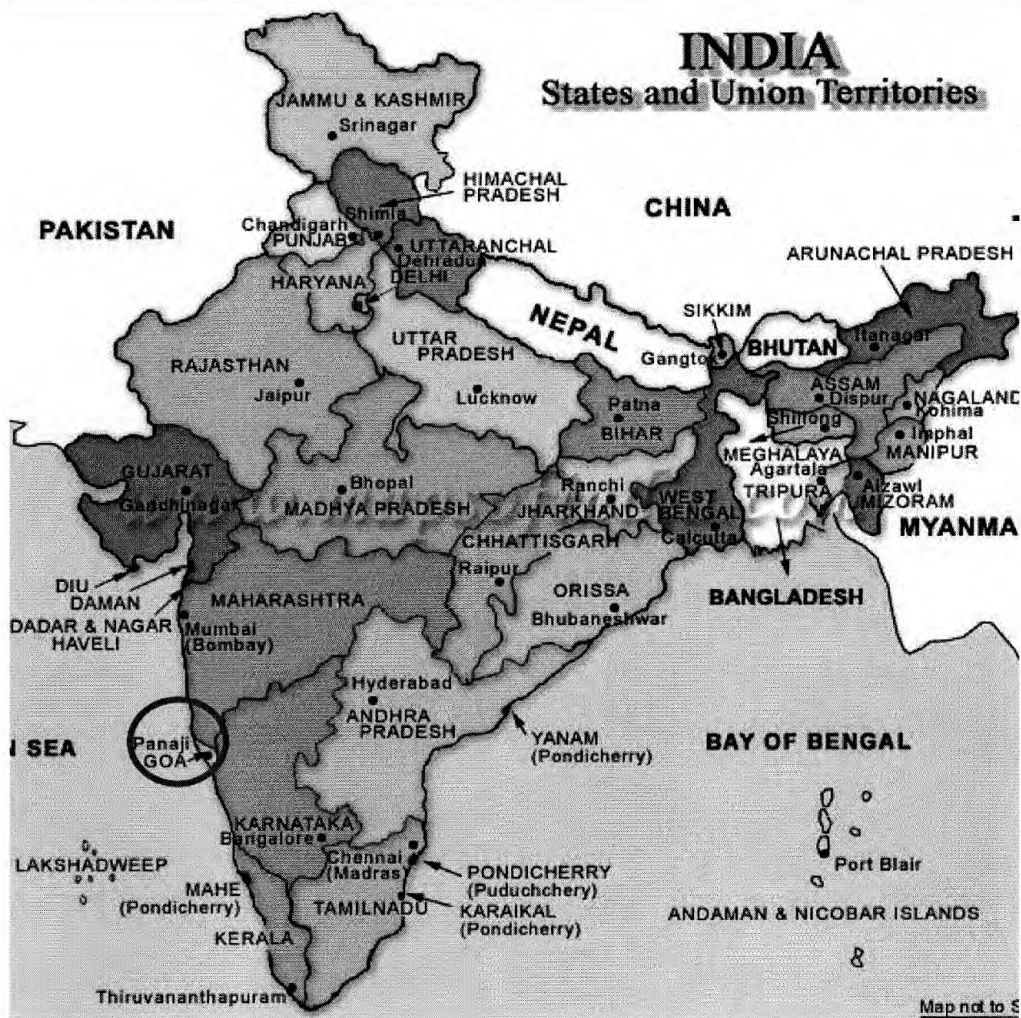 INDIA
States and Union Territories
JAMMU & KASHMIR
Srinagar
HIMACHAL
PRADESH
PAKISTAN
CHINA
Shimla
Chandigarh
PUNJAB
UTTARANCHAL
Dehradun
DELHI
HARYANA
ARUNACHAL PRADESH
NEPAL
SIKKIM
Gangto
BHUTAN
Itanagar
RAJASTHAN
Jaipur
UTTAR
PRADESH
Lucknow
Patna
BIHAR
ASSAM
Dispur
NAGALAND
Kohima
Shillong
Imphal
MANIPUR
MEGHALAYA
Agartala
TRIPURA
Aizawl
MIZORAM
MYANMA
GUJARAT
Gandhinagar
Bhopal
MADHYA PRADESH
Ranchi
JHARKHAND
WEST
BENGAL
Calcutta
CHHATTISGARH
Raipur
ORISSA
Bhubaneshwar
BANGLADESH
DIU
DAMAN
DADAR & NAGAR
HAVELI
MAHARASHTRA
Mumbai
(Bombay)
Hyderabad
ANDHRA
PRADESH
YANAM
(Pondicherry)
Panaji
GOA
N SEA
BAY OF BENGAL
KARNATAKA
Bangalore
Chennai
(Madras)
PONDICHERRY
(Puduchchery)
LAKSHADWEEP
MAHE
(Pondicherry)
TAMILNADU
KARAIKAL
(Pondicherry)
KERALA
Thiruvananthapuram
Port Blair
ANDAMAN & NICOBAR ISLANDS
Map not to S